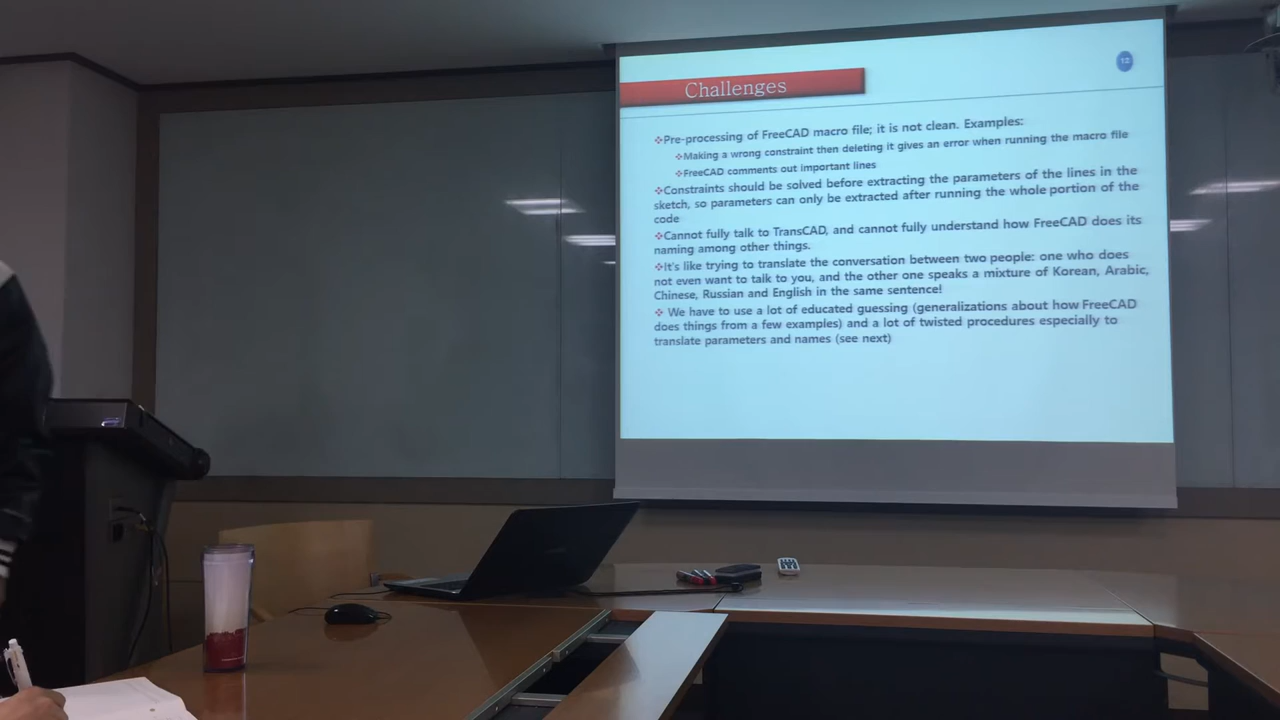 Challenges
12
Pre-processing of FreeCAD macro file; it is not clean. Examples:
Making a wrong constraint then deleting it gives an error when running the macro file
FreeCAD comments out important lines
Constraints should be solved before extracting the parameters of the lines in the
sketch, so parameters can only be extracted after running the whole portion of the
code
Cannot fully talk to TransCAD, and cannot fully understand how FreeCAD does its
naming among other things.
It's like trying to translate the conversation between two people: one who does
not even want to talk to you, and the other one speaks a mixture of Korean, Arabic,
Chinese, Russian and English in the same sentence!
We have to use a lot of educated guessing (generalizations about how FreeCAD
does things from a few examples) and a lot of twisted procedures especially to
translate parameters and names (see next)